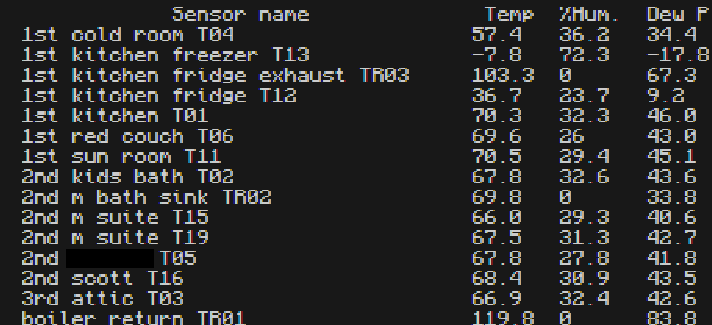 Sensor name Temp %Hum. Dew P
1st cold room T04 57.4 36.2 34.4
1st kitchen freezer T13 -7.8 72.3 -17.8
1st kitchen fridge exhaust TR03 103.3 0 67.3
1st kitchen fridge T12 36.7 23.7 9.2
1st kitchen T01 70.3 32.3 46.0
1st red couch T06 69.6 26 43.0
1st sun room T11 70.5 29.4 45.1
2nd kids bath T02 67.8 32.6 43.6
2nd m bath sink TR02 69.8 0 33.8
2nd m suite T15 66.0 29.3 40.6
2nd m suite T19 67.5 31.3 42.7
2nd T05 67.8 27.8 41.8
2nd scott T16 68.4 30.9 43.5
3rd attic T03 66.9 32.4 42.6
boiler return TR01 119.8 0 83.8